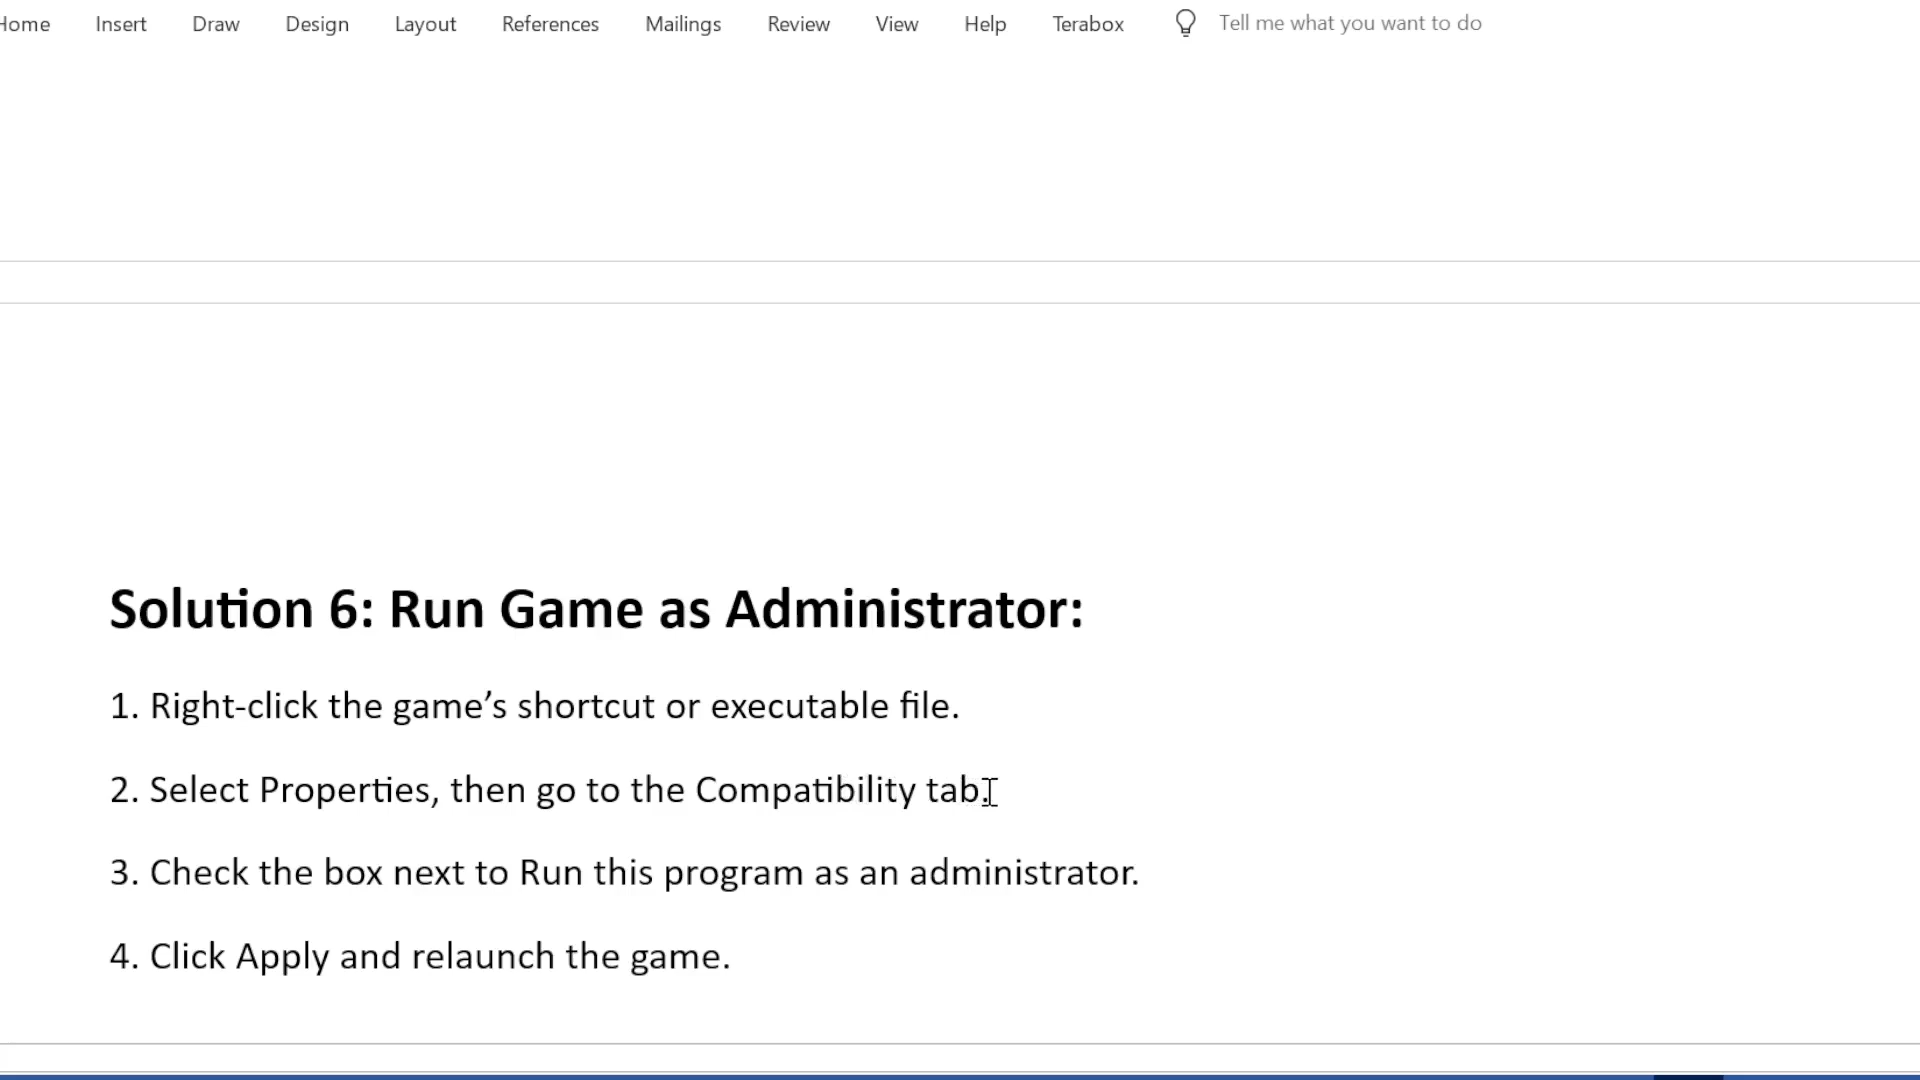 Home Insert Draw Design Layout References Mailings Review View Help Terabox Tell me what you want to do
Solution 6: Run Game as Administrator:
1. Right-click the game’s shortcut or executable file.
2. Select Properties, then go to the Compatibility tab.
3. Check the box next to Run this program as an administrator.
4. Click Apply and relaunch the game.